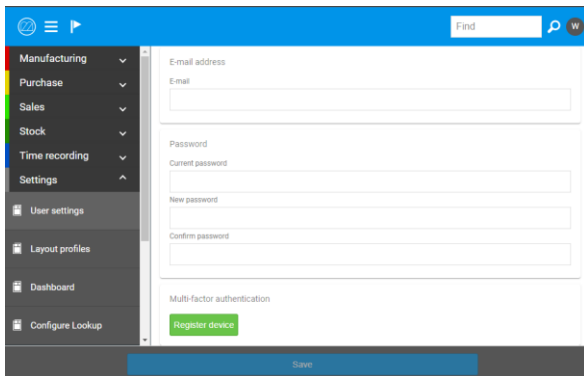 Find
W
Manufacturing
Purchase
Sales
Stock
Time recording
Settings
User settings
Layout profiles
Dashboard
Configure Lookup
E-mail address
E-mail
Password
Current password
New password
Confirm password
Multi-factor authentication
Register device
Save